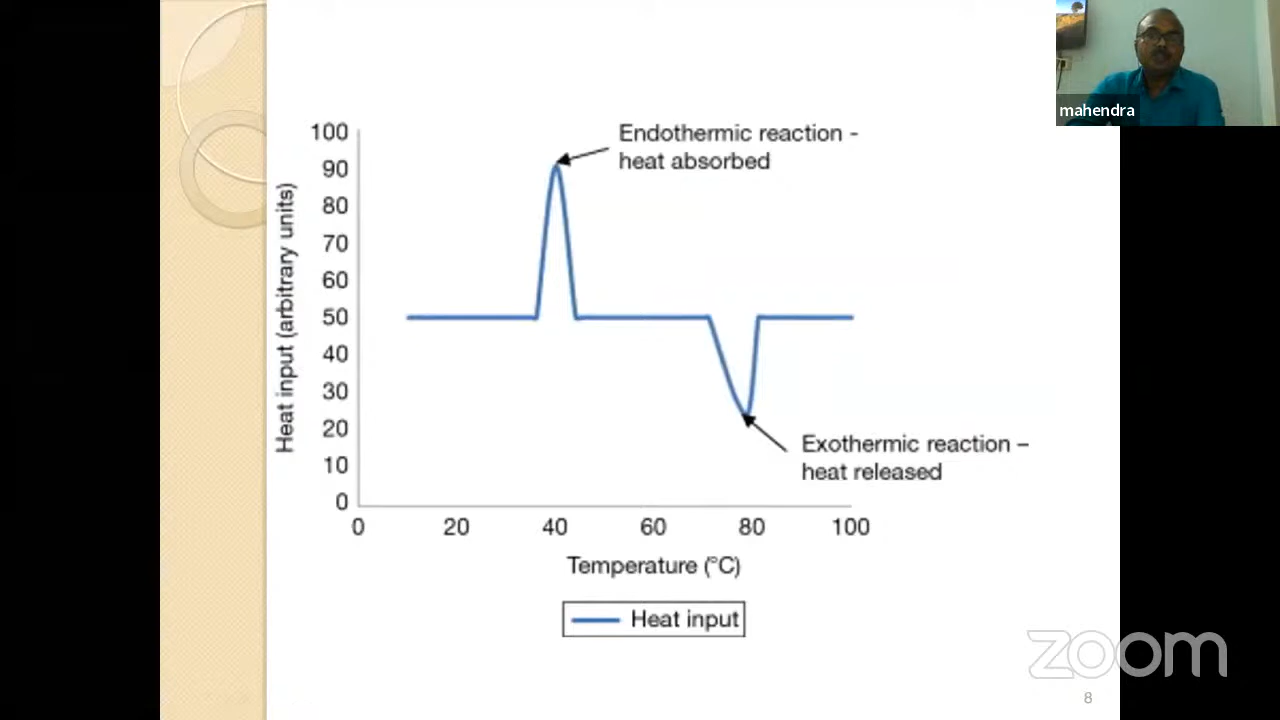 mahendra
Endothermic reaction -
heat absorbed
Heat input (arbitrary units)
100
90
80
70
60
50
40
30
20
10
0
Exothermic reaction –
heat released
0 20 40 60 80 100
Temperature (°C)
Heat input
zoom
8